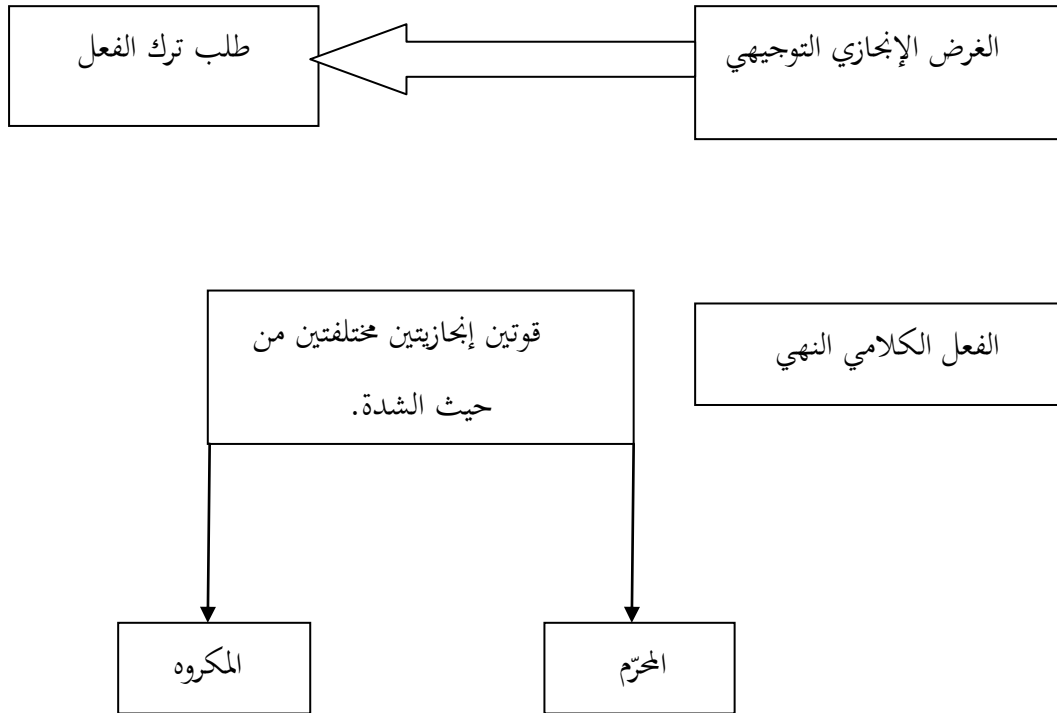 الغرض الإنجازي التوجيهي
طلب ترك الفعل
الفعل الكلامي النهي
قوتين إنجازيتين مختلفتين من
حيث الشدة.
المحرّم
المكروه